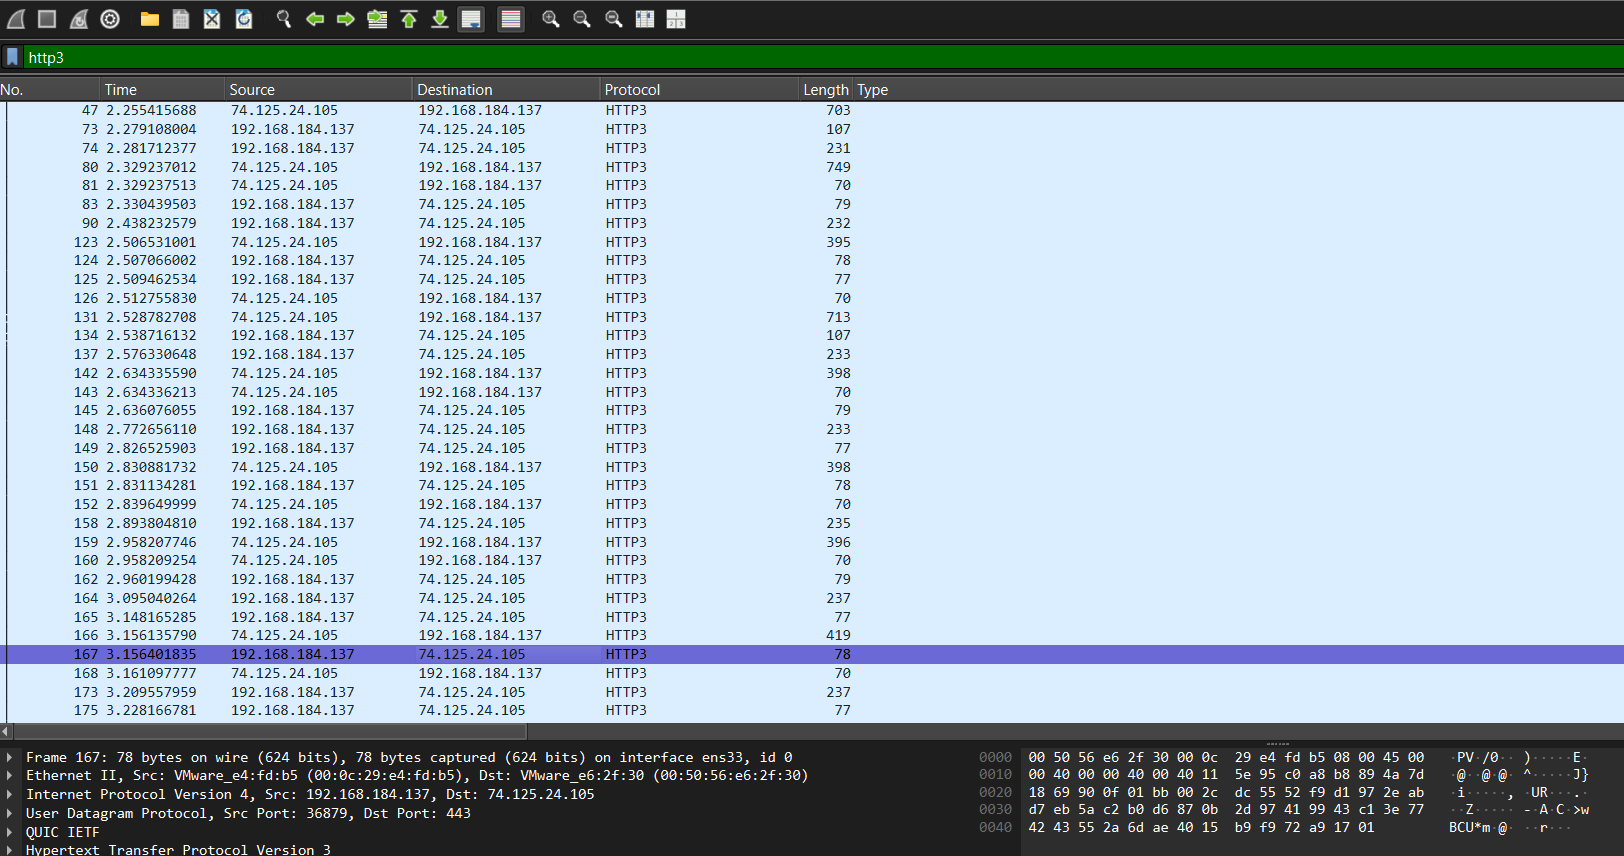 http3
No. Time Source Destination Protocol Length Type
47 2.255415688 74.125.24.105 192.168.184.137 HTTP3 703
73 2.279108004 192.168.184.137 74.125.24.105 HTTP3 107
74 2.281712377 192.168.184.137 74.125.24.105 HTTP3 231
80 2.329237012 74.125.24.105 192.168.184.137 HTTP3 749
81 2.329237513 74.125.24.105 192.168.184.137 HTTP3 70
83 2.330439503 192.168.184.137 74.125.24.105 HTTP3 79
90 2.438232579 192.168.184.137 74.125.24.105 HTTP3 232
123 2.506531001 74.125.24.105 192.168.184.137 HTTP3 395
124 2.507066002 192.168.184.137 74.125.24.105 HTTP3 78
125 2.509462534 192.168.184.137 74.125.24.105 HTTP3 77
126 2.512755830 74.125.24.105 192.168.184.137 HTTP3 70
131 2.528782708 74.125.24.105 192.168.184.137 HTTP3 713
134 2.538716132 192.168.184.137 74.125.24.105 HTTP3 107
137 2.576330648 192.168.184.137 74.125.24.105 HTTP3 233
142 2.634335590 74.125.24.105 192.168.184.137 HTTP3 398
143 2.634336213 74.125.24.105 192.168.184.137 HTTP3 70
145 2.636076055 192.168.184.137 74.125.24.105 HTTP3 79
148 2.772656110 192.168.184.137 74.125.24.105 HTTP3 233
149 2.826525903 192.168.184.137 74.125.24.105 HTTP3 77
150 2.830881732 74.125.24.105 192.168.184.137 HTTP3 398
151 2.831134281 192.168.184.137 74.125.24.105 HTTP3 78
152 2.839649999 74.125.24.105 192.168.184.137 HTTP3 70
158 2.893804810 192.168.184.137 74.125.24.105 HTTP3 235
159 2.958207746 74.125.24.105 192.168.184.137 HTTP3 396
160 2.958209254 74.125.24.105 192.168.184.137 HTTP3 70
162 2.960199428 192.168.184.137 74.125.24.105 HTTP3 79
164 3.095040264 192.168.184.137 74.125.24.105 HTTP3 237
165 3.148165285 192.168.184.137 74.125.24.105 HTTP3 77
166 3.156135790 74.125.24.105 192.168.184.137 HTTP3 419
167 3.156401835 192.168.184.137 74.125.24.105 HTTP3 78
168 3.161097777 74.125.24.105 192.168.184.137 HTTP3 70
173 3.209557959 192.168.184.137 74.125.24.105 HTTP3 237
175 3.228166781 192.168.184.137 74.125.24.105 HTTP3 77
Frame 167: 78 bytes on wire (624 bits), 78 bytes captured (624 bits) on interface ens33, id 0
Ethernet II, Src: VMware_e4:fd:b5 (00:0c:29:e4:fd:b5), Dst: VMware_e6:2f:30 (00:50:56:e6:2f:30)
Internet Protocol Version 4, Src: 192.168.184.137, Dst: 74.125.24.105
User Datagram Protocol, Src Port: 36879, Dst Port: 443
QUIC IETF
Hypertext Transfer Protocol Version 3
0000 00 50 56 e6 2f 30 00 0c 29 e4 fd b5 08 00 45 00 ·PV·/0·· )·····E·
0010 00 40 00 00 40 00 40 11 5e 95 c0 a8 b8 89 4a 7d ·@··@·@· ^·····J}
0020 18 69 90 0f 01 bb 00 2c dc 55 52 f9 d1 97 2e ab ·i·····, ·UR···.·
0030 d7 eb 5a c2 b0 d6 87 0b 2d 97 41 99 43 c1 3e 77 ··Z····· -·A·C·>w
0040 42 43 55 2a 6d ae 40 15 b9 f9 72 a9 17 01 BCU*m·@· ··r···